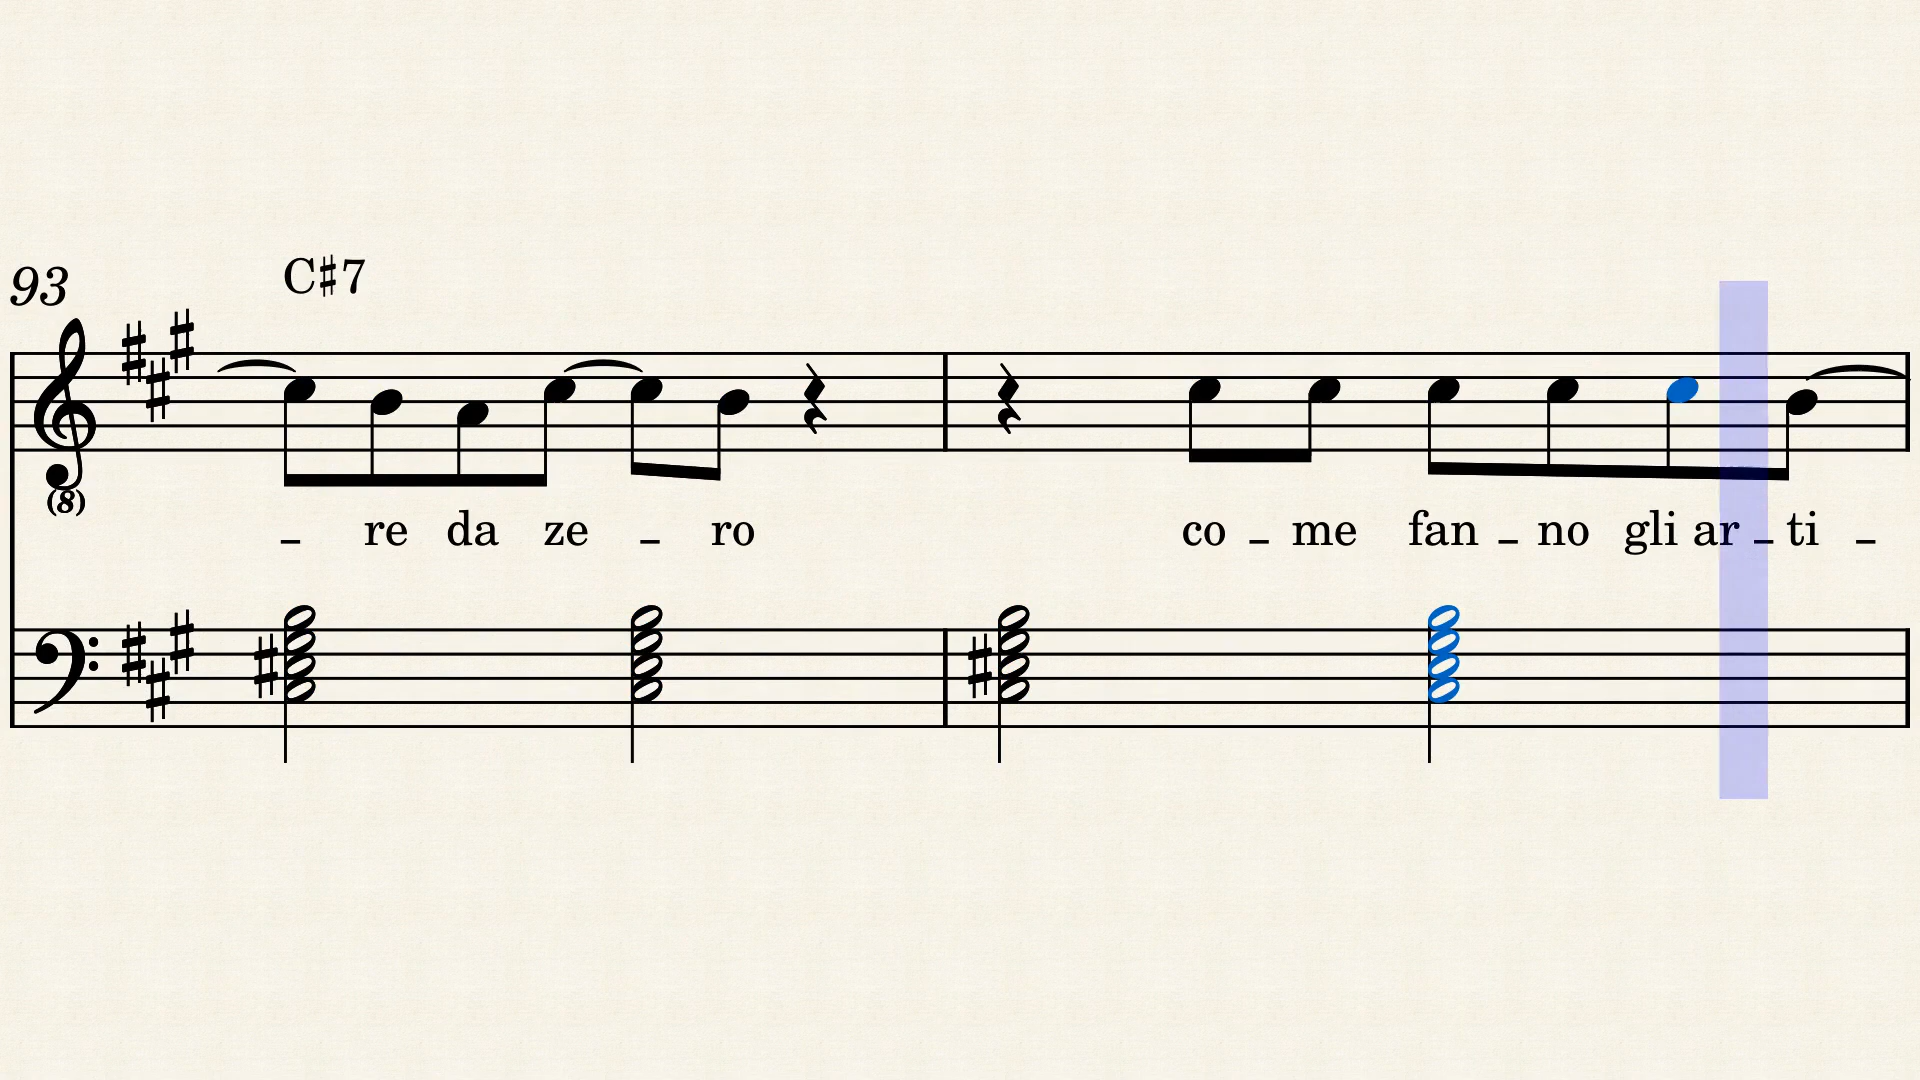 93
C♯7
(8)
– re da ze – ro co – me fan – no gli ar – ti –